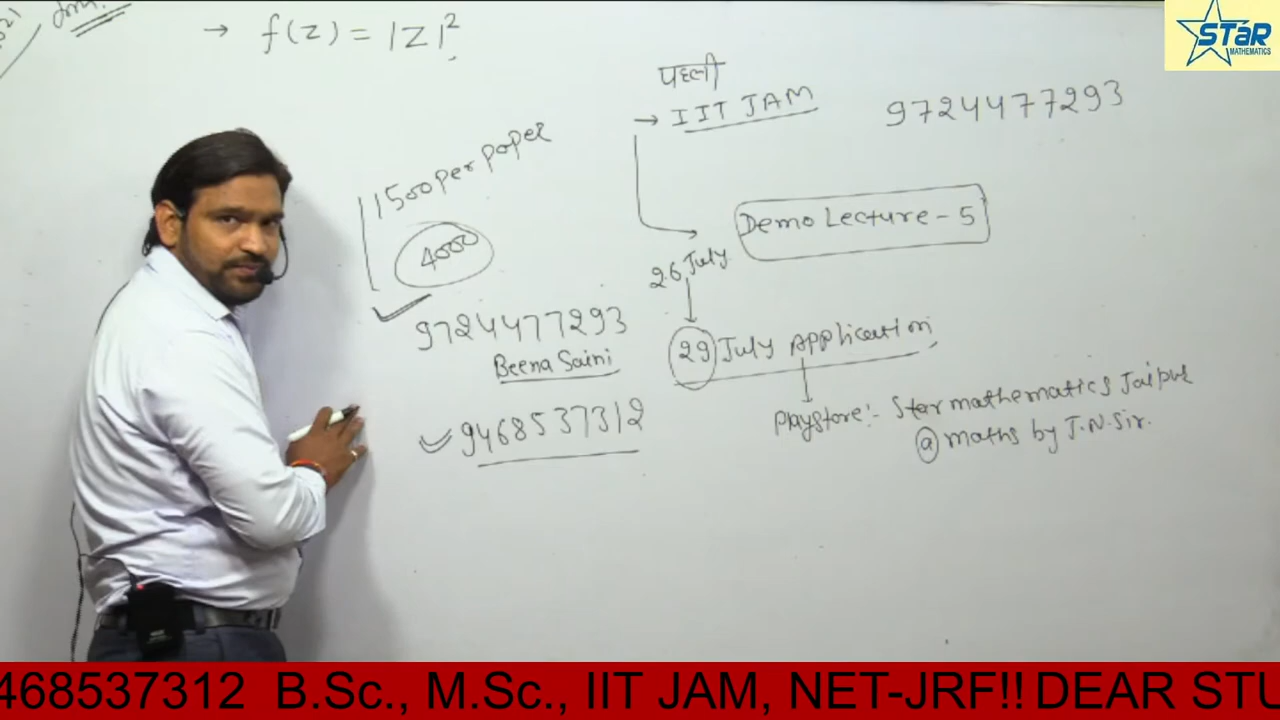 → f(z) = |z|²
पहली
→ IIT JAM
9724477293
1500 per paper
4000
Demo Lecture - 5
26 July
9724477293
Beena Saini
29 July Application
9468537312
Playstore:- Star mathematics Jaipur
@ maths by J.N. Sir.
STAR
MATHEMATICS
468537312 B.Sc., M.Sc., IIT JAM, NET-JRF!! DEAR STU